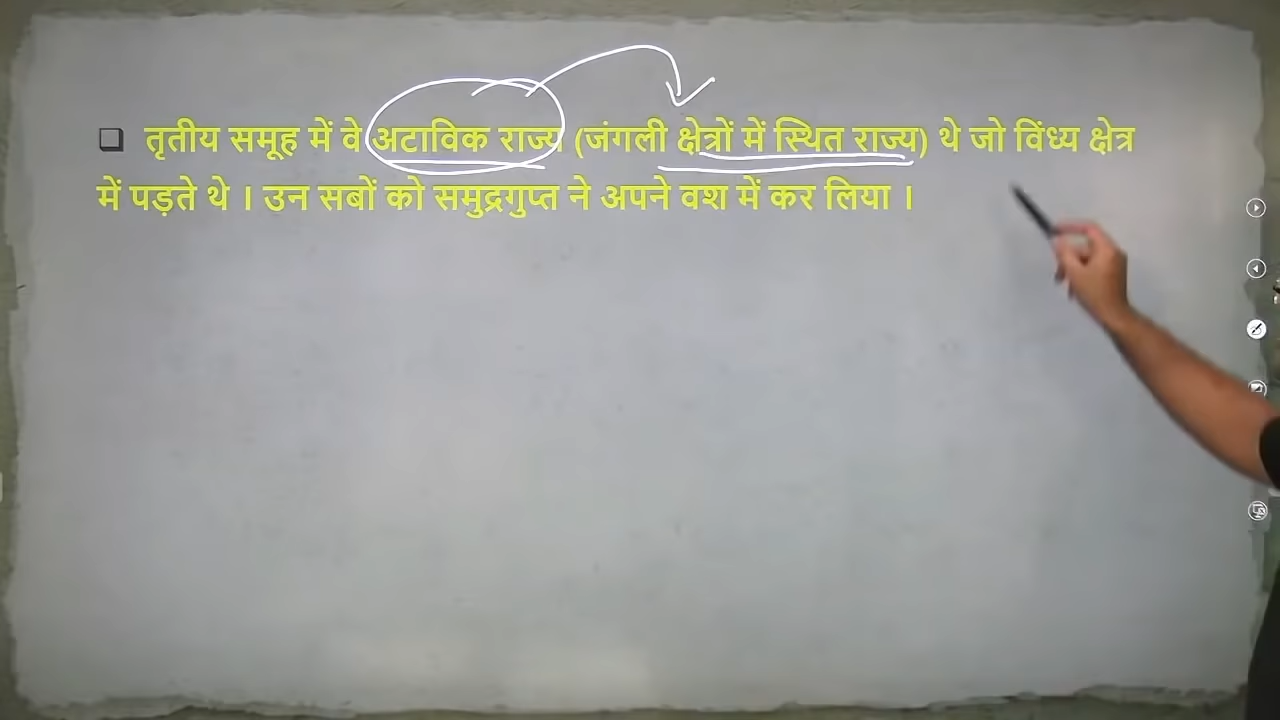 तृतीय समूह में वे अटाविक राज्य (जंगली क्षेत्रों में स्थित राज्य) थे जो विंध्य क्षेत्र
में पड़ते थे । उन सबों को समुद्रगुप्त ने अपने वश में कर लिया ।